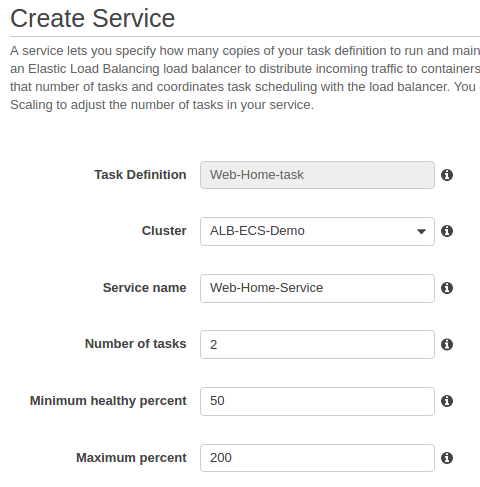 Create Service
A service lets you specify how many copies of your task definition to run and main
an Elastic Load Balancing load balancer to distribute incoming traffic to containers
that number of tasks and coordinates task scheduling with the load balancer. You
Scaling to adjust the number of tasks in your service.
Task Definition Web-Home-task
Cluster ALB-ECS-Demo
Service name Web-Home-Service
Number of tasks 2
Minimum healthy percent 50
Maximum percent 200